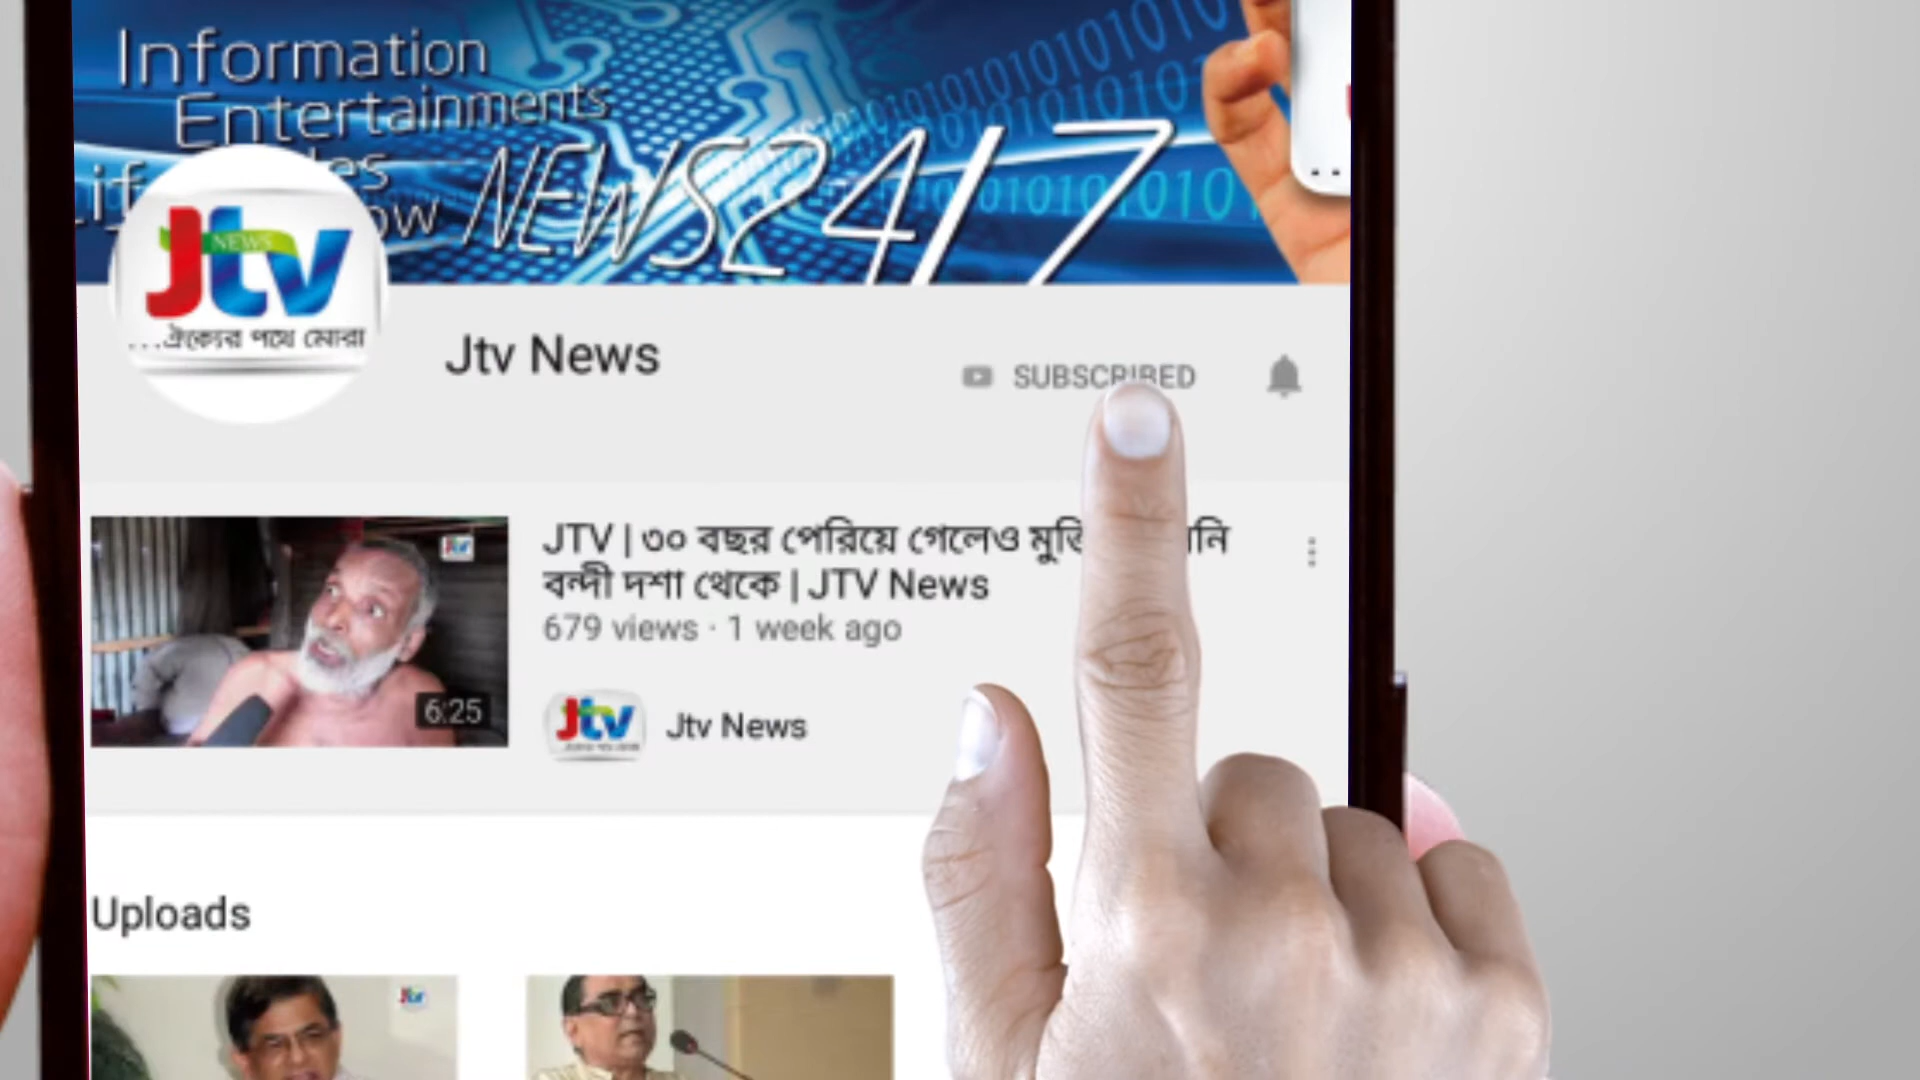 Information
Entertainments
NEWS24/7
NEWS
Jtv
...ঐক্যের পথে মোরা
Jtv News
SUBSCRIBED
JTV | ৩০ বছর পেরিয়ে গেলেও
বন্দী দশা থেকে | JTV News
679 views · 1 week ago
6:25
Jtv
Jtv News
Uploads